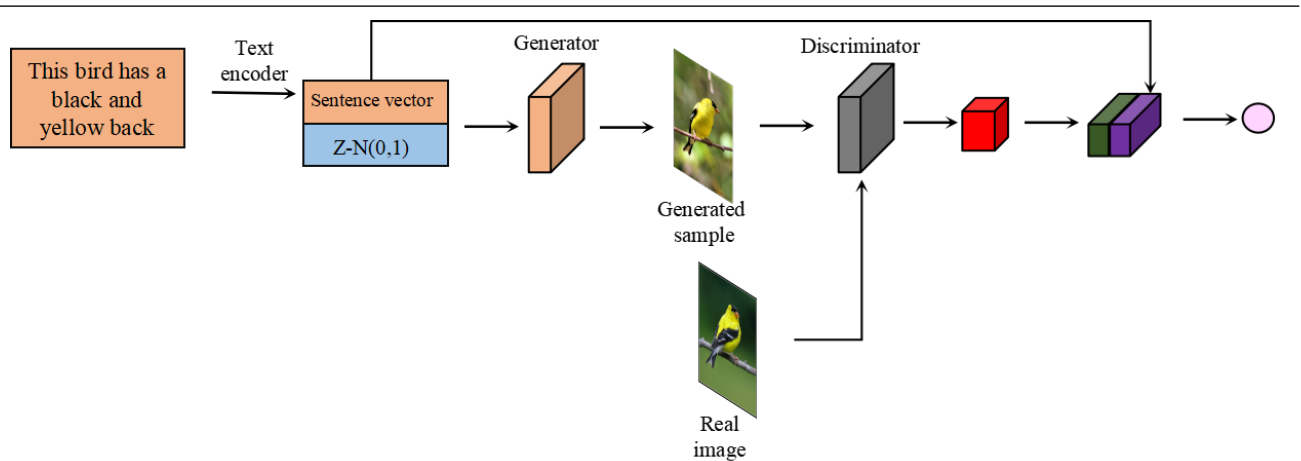 This bird has a
black and
yellow back
Text
encoder
Sentence vector
Z-N(0,1)
Generator
Generated
sample
Discriminator
Real
image